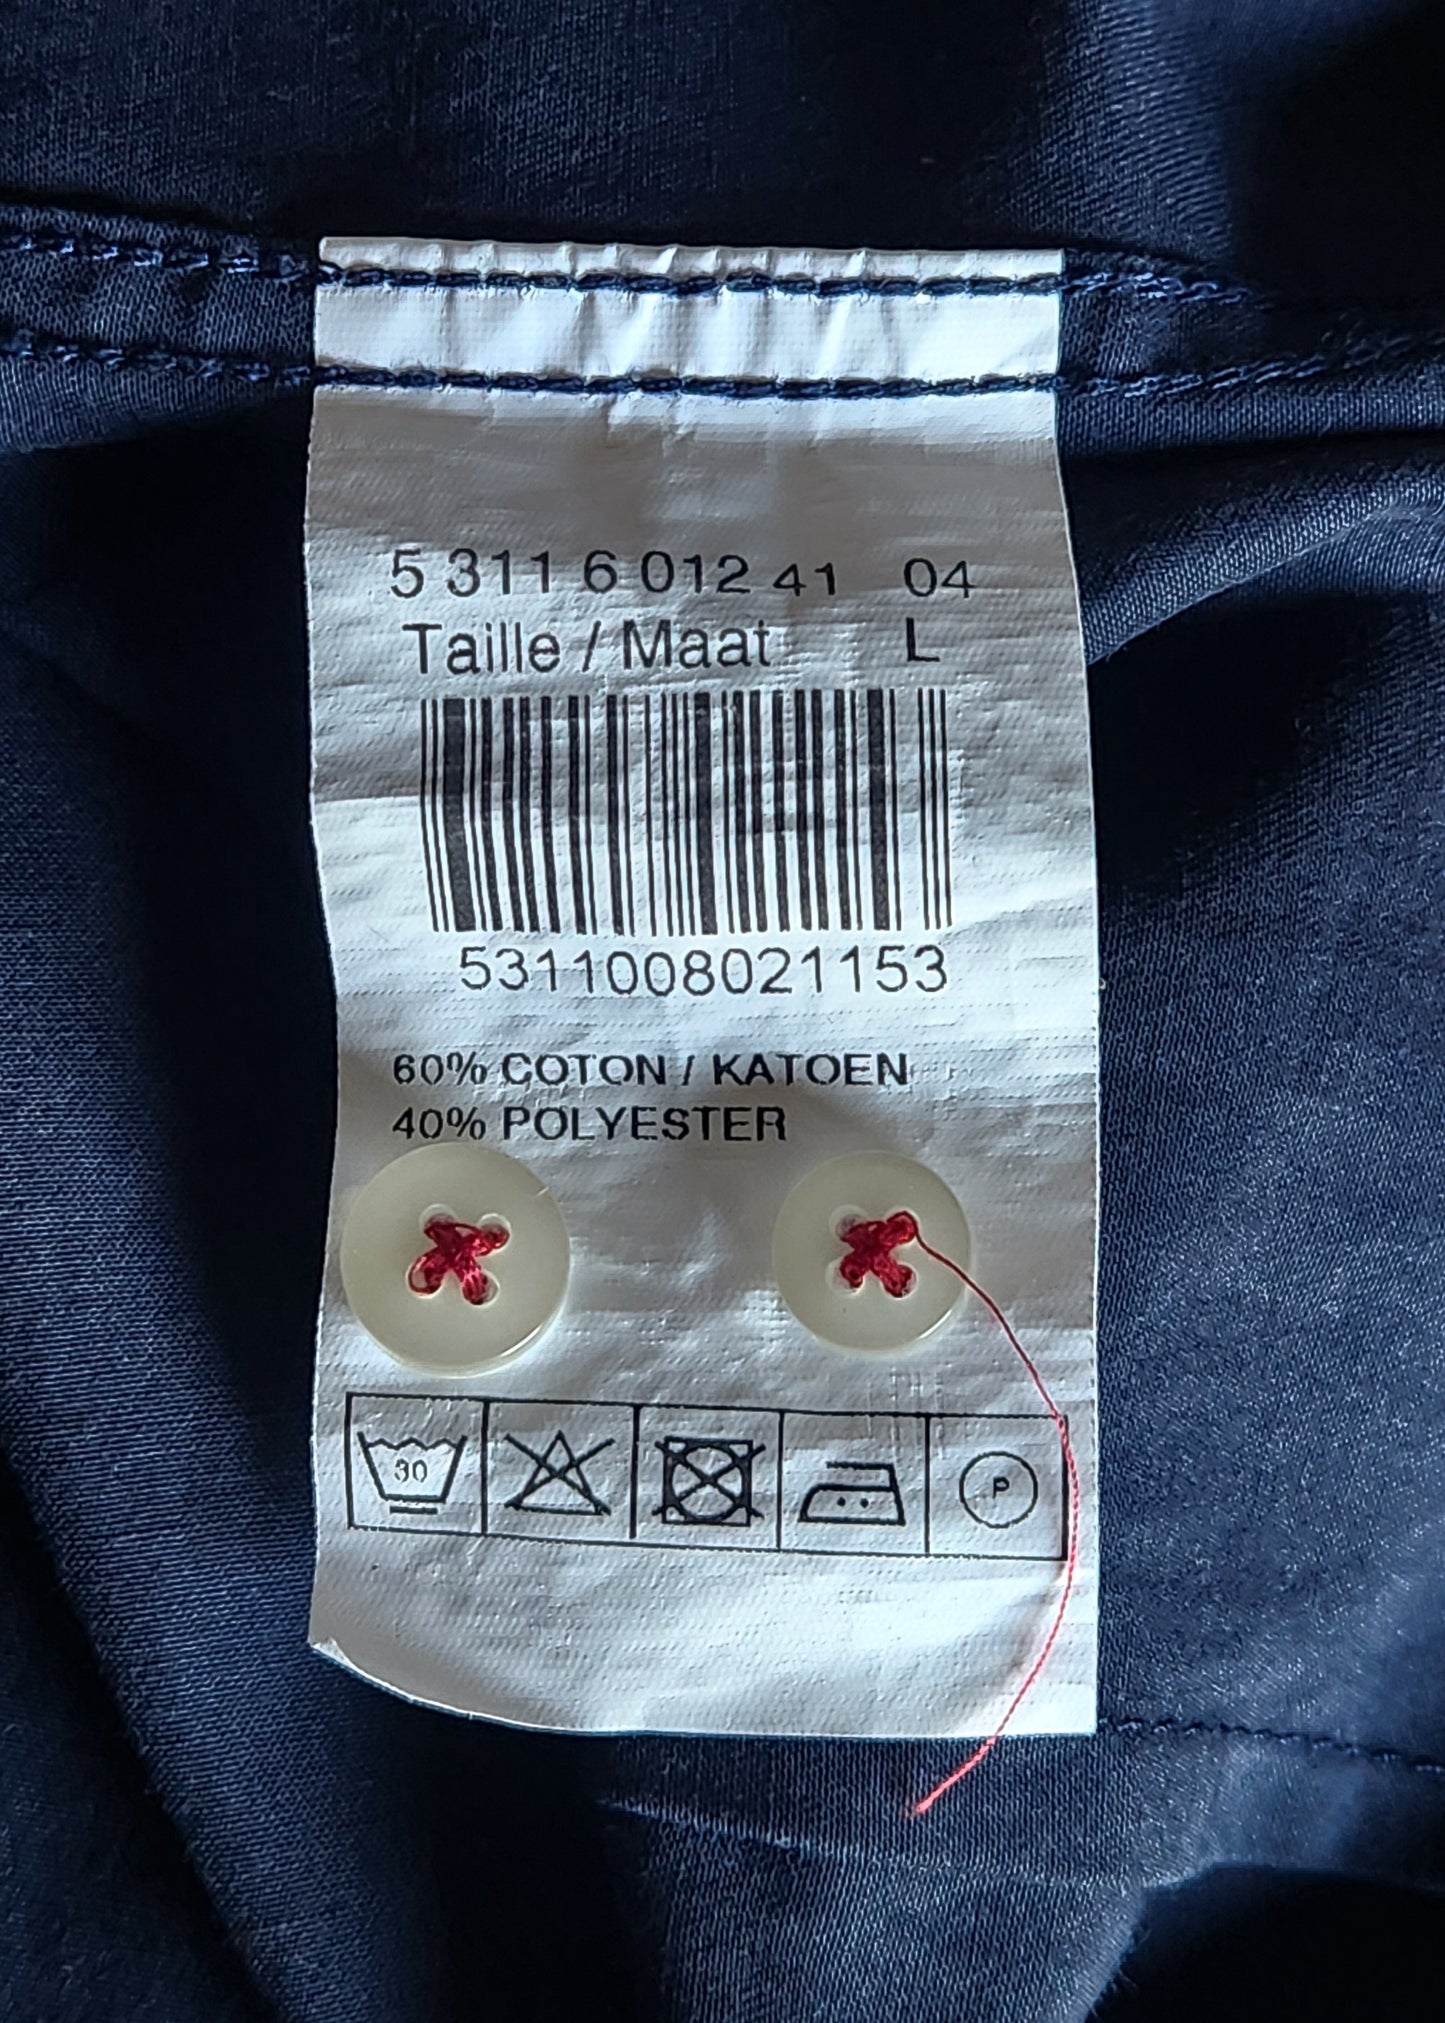 5 311 6 012 41 04
Taille / Maat L
5311008021153
60% COTON / KATOEN
40% POLYESTER
30
P